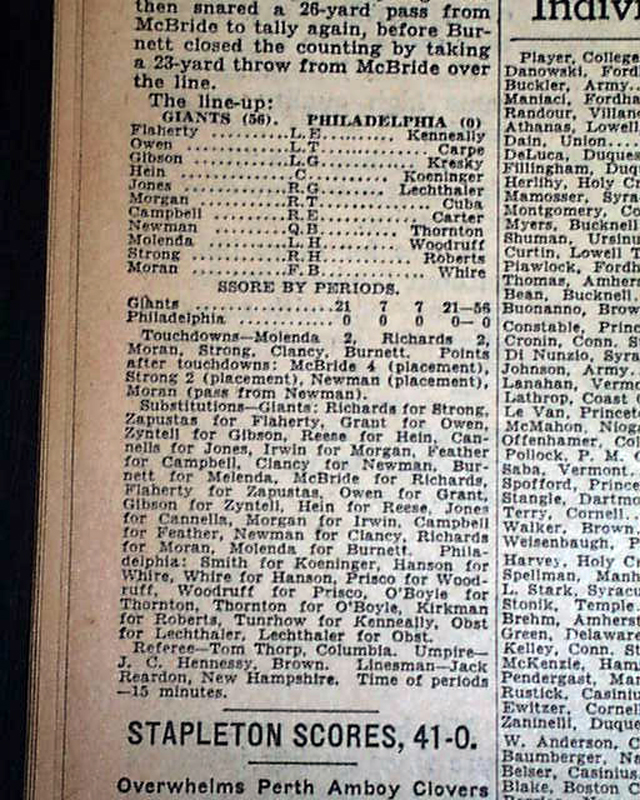 then snared a 26-yard pass from
McBride to tally again, before Bur-
nett closed the counting by taking
a 23-yard throw from McBride over
the line.
The line-up:
GIANTS (56). PHILADELPHIA (0)
Flaherty ..........L.E.......... Kenneally
Owen ..............L.T............ Carpe
Gibson ............L.G........... Kresky
Hein ...............C......... Koeninger
Jones .............R.G....... Lechthaler
Morgan ............R.T............. Cuba
Campbell ..........R.E........... Carter
Newman ............Q.B......... Thornton
Molenda ...........L.H......... Woodruff
Strong ............R.H.......... Roberts
Moran .............F.B............ Whire
SSORE BY PERIODS.
Giants .................21 7 7 21—56
Philadelphia ............ 0 0 0 0— 0
Touchdowns—Molenda 2, Richards 2,
Moran, Strong, Clancy, Burnett. Points
after touchdowns: McBride 4 (placement),
Strong 2 (placement), Newman (placement),
Moran (pass from Newman).
Substitutions—Giants: Richards for Strong,
Zapustas for Flaherty, Grant for Owen,
Zyntell for Gibson, Reese for Hein, Can-
nella for Jones, Irwin for Morgan, Feather
for Campbell, Clancy for Newman, Bur-
nett for Melenda, McBride for Richards,
Flaherty for Zapustas, Owen for Grant,
Gibson for Zyntell, Hein for Reese, Jones
for Cannella, Morgan for Irwin, Campbell
for Feather, Newman for Clancy, Richards
for Moran, Molenda for Burnett. Phila-
delphia: Smith for Koeninger, Hanson for
Whire, Whire for Hanson, Prisco for Wood-
ruff, Woodruff for Prisco, O'Boyle for
Thornton, Thornton for O'Boyle, Kirkman
for Roberts, Tunrhow for Kenneally, Obst
for Lechthaler, Lechthaler for Obst.
Referee—Tom Thorp, Columbia. Umpire—
J. C. Hennessy, Brown. Linesman—Jack
Reardon, New Hampshire. Time of periods
—15 minutes.
STAPLETON SCORES, 41-0.
Overwhelms Perth Amboy Clovers
Indivi
Player, College
Danowski, Ford
Buckler, Army..
Maniaci, Fordha
Randour, Villan
Athanas, Lowell
Dain, Union....
DeLuca, Duques
Fillingham, Duq
Herlihy, Holy C
Mamosser, Syra
Montgomery, Co
Myers, Bucknell
Shuman, Ursinu
Curtin, Lowell T
Plawlock, Fordh
Thomas, Amhers
Bean, Bucknell.
Buonanno, Brow
Constable, Princ
Cronin, Conn. S
Di Nunzio, Syra
Johnson, Army.
Lanahan, Verm
Lathrop, Coast
Le Van, Princet
McMahon, Niag
Offenhamer, Co
Pollock, P. M. C
Saba, Vermont
Spofford, Prince
Stangle, Dartmo
Terry, Cornell..
Walker, Brown.
Weisenbaugh, P
Harvey, Holy C
Spellman, Manh
L. Stark, Syracu
Stonik, Temple.
Brehm, Amherst
Green, Delaware
Kelley, Conn. St
McKenzie, Ham
Pendergast, Mar
Rustick, Casiniu
Ewitzer, Cornel
Zaninelli, Duque
W. Anderson, C
Baumberger, Na
Belser, Casinius
Blake, Boston C